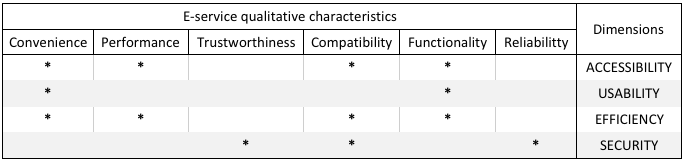 E-service qualitative characteristics Dimensions
Convenience Performance Trustworthiness Compatibility Functionality Reliabilitty
* * * * ACCESSIBILITY
* * USABILITY
* * * * EFFICIENCY
* * * SECURITY